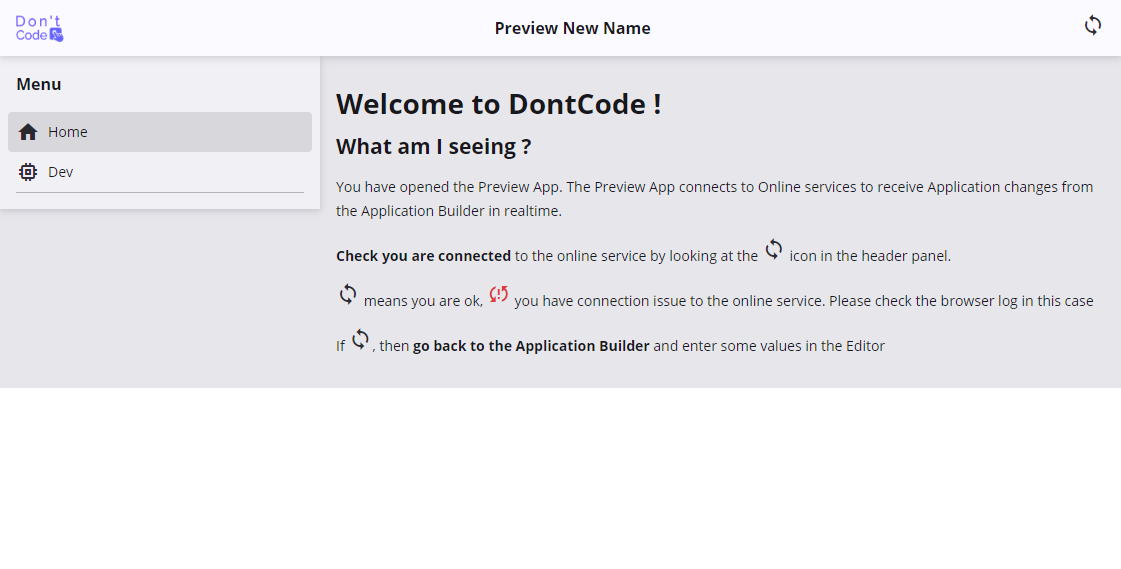 Don't
Code
Preview New Name
Menu
Home
Dev
Welcome to DontCode !
What am I seeing ?
You have opened the Preview App. The Preview App connects to Online services to receive Application changes from
the Application Builder in realtime.
Check you are connected to the online service by looking at the icon in the header panel.
means you are ok, you have connection issue to the online service. Please check the browser log in this case
If , then go back to the Application Builder and enter some values in the Editor